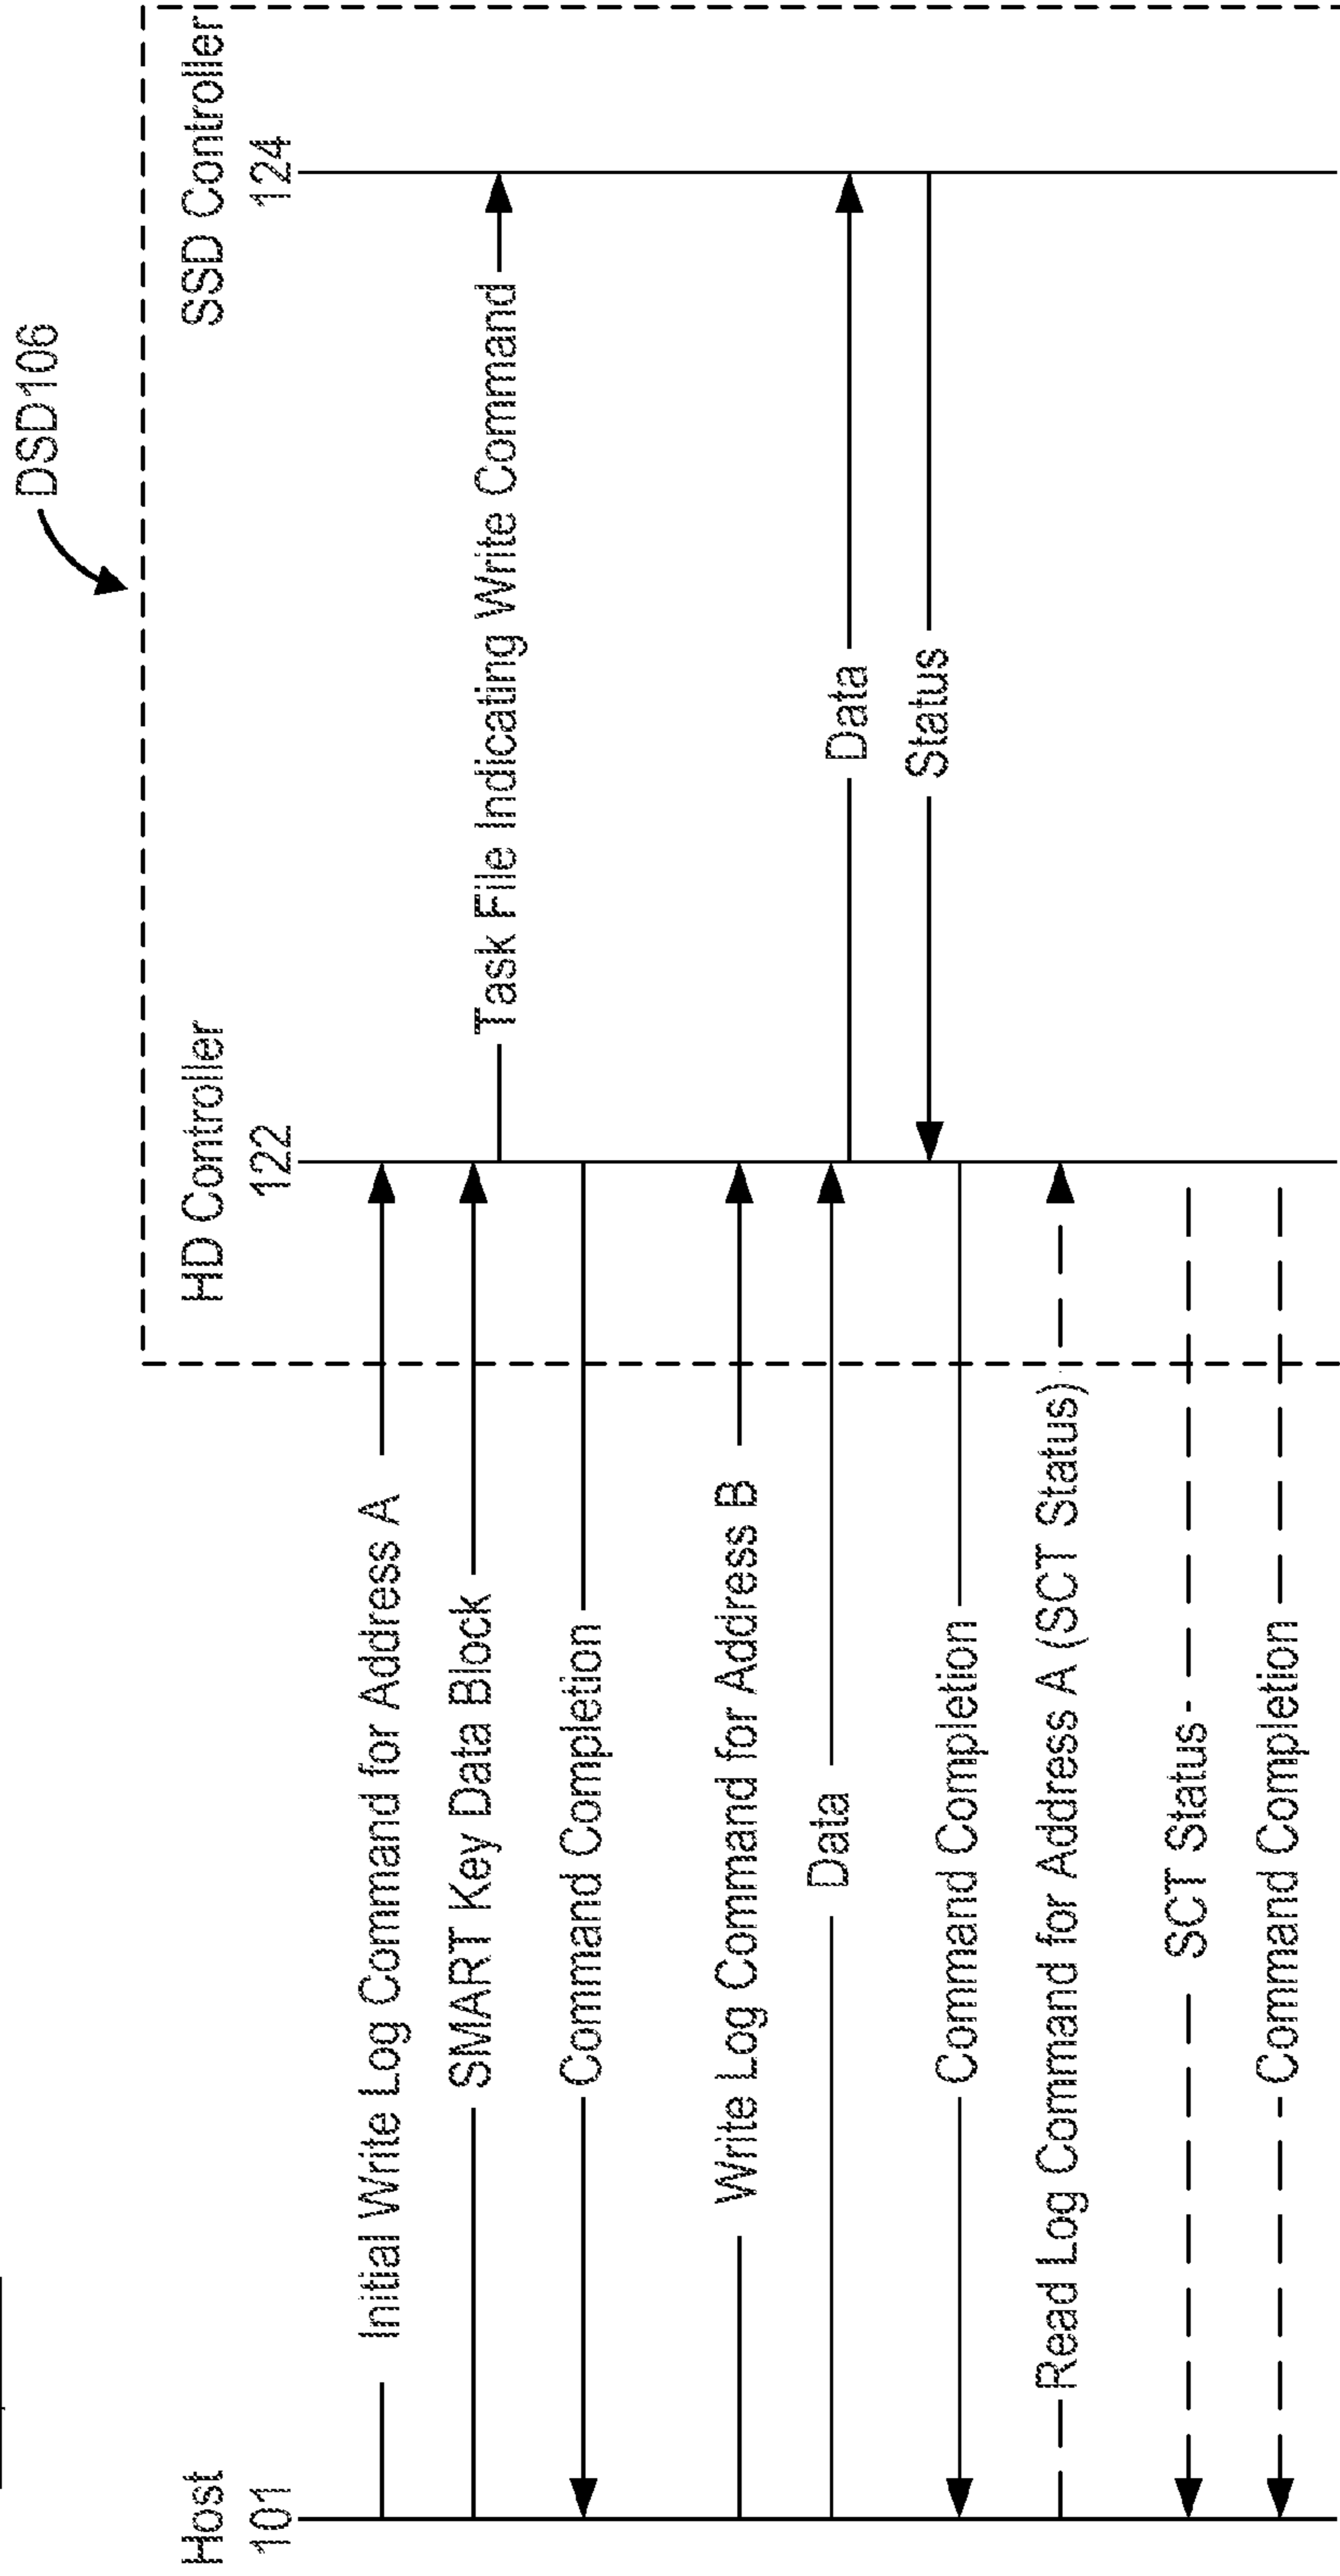 DSD106
Host
101
HD Controller
122
SSD Controller
124
Initial Write Log Command for Address A
SMART Key Data Block
Task File Indicating Write Command
Command Completion
Write Log Command for Address B
Data
Data
Status
Command Completion
Read Log Command for Address A (SCT Status)
SCT Status
Command Completion